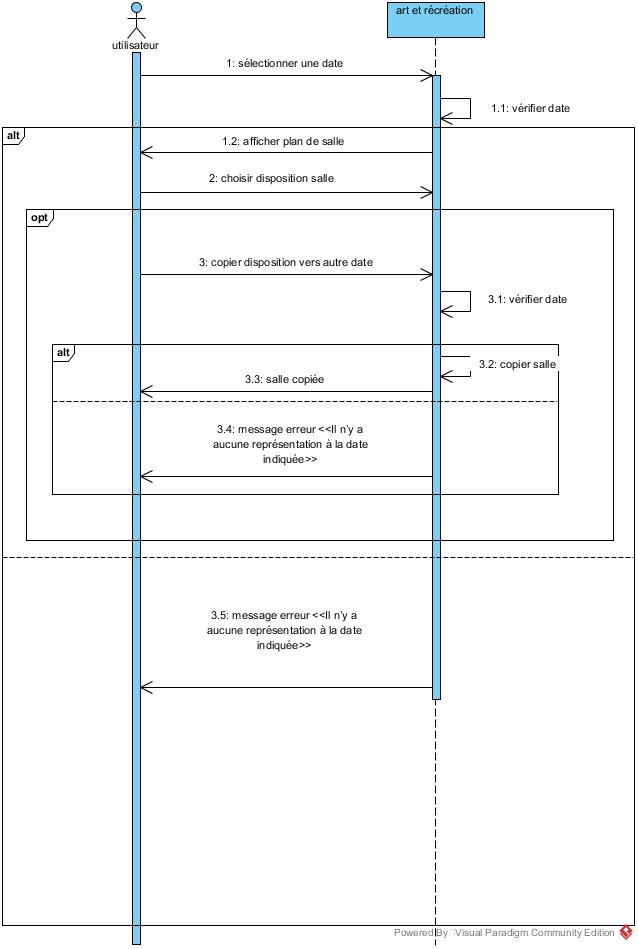 art et récréation
utilisateur
1: sélectionner une date
1.1: vérifier date
alt
1.2: afficher plan de salle
2: choisir disposition salle
opt
3: copier disposition vers autre date
3.1: vérifier date
alt
3.2: copier salle
3.3: salle copiée
3.4: message erreur <<Il n'y a
aucune représentation à la date
indiquée>>
3.5: message erreur <<Il n'y a
aucune représentation à la date
indiquée>>
Powered By Visual Paradigm Community Edition